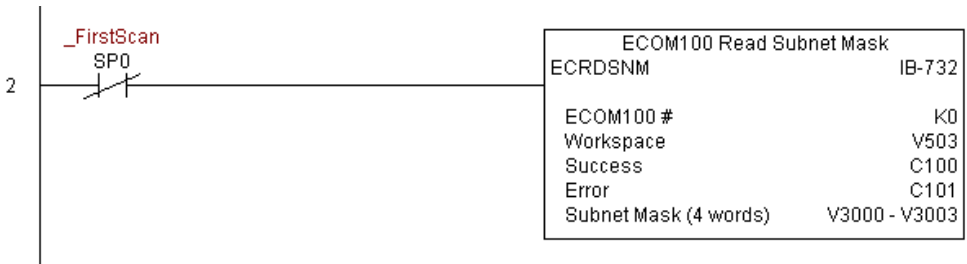 _FirstScan
SP0
2
ECOM100 Read Subnet Mask
ECRDSNM IB-732
ECOM100 # K0
Workspace V503
Success C100
Error C101
Subnet Mask (4 words) V3000 - V3003